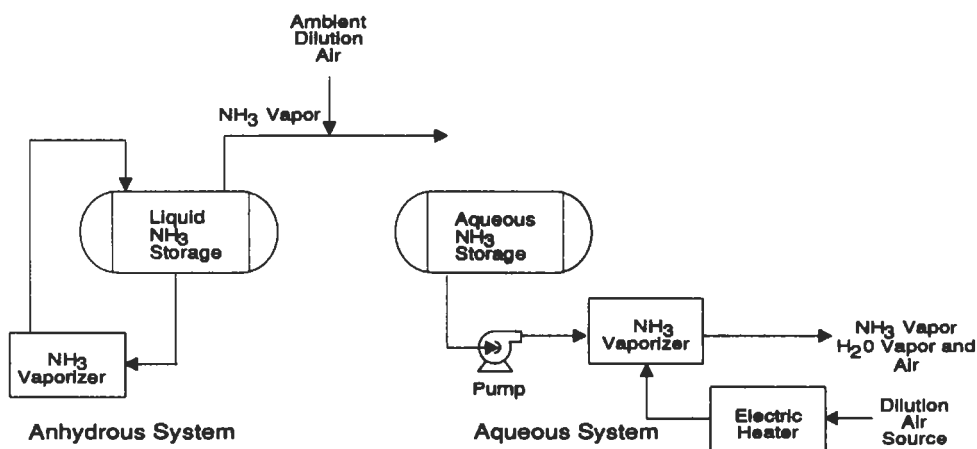 Ambient
Dilution
Air
NH3 Vapor
Liquid
NH3
Storage
NH3
Vaporizer
Anhydrous System
Aqueous
NH3
Storage
Pump
NH3
Vaporizer
NH3 Vapor
H20 Vapor and
Air
Electric
Heater
Dilution
Air
Source
Aqueous System